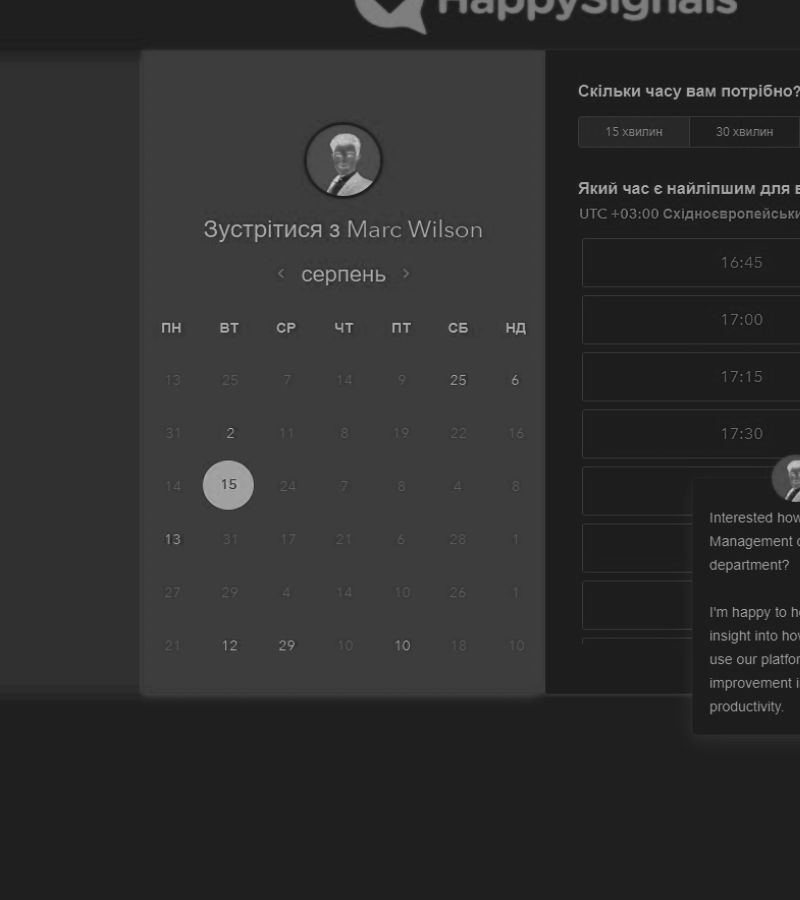 HappySignals
Зустрітися з Marc Wilson
серпень
ПН ВТ СР ЧТ ПТ СБ НД
13 25 7 14 9 25 6
31 2 11 8 19 22 16
14 15 24 7 8 4 8
13 31 17 21 6 28 1
27 29 4 14 10 26 1
21 12 29 10 10 18 10
Скільки часу вам потрібно?
15 хвилин 30 хвилин
Який час є найліпшим для в
UTC +03:00 Східноєвропейськи
16:45
17:00
17:15
17:30
Interested how
Management o
department?
I'm happy to he
insight into how
use our platfor
improvement i
productivity.